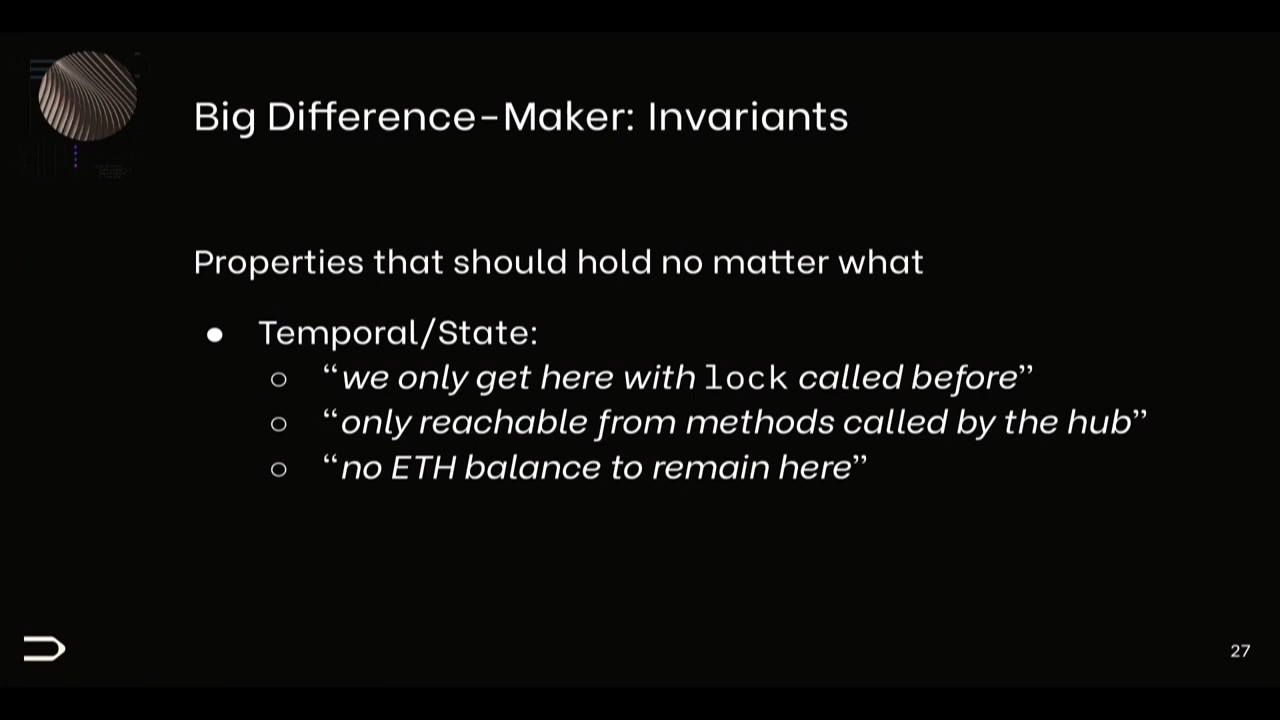 Big Difference-Maker: Invariants
Properties that should hold no matter what
● Temporal/State:
○ “we only get here with lock called before”
○ “only reachable from methods called by the hub”
○ “no ETH balance to remain here”
27